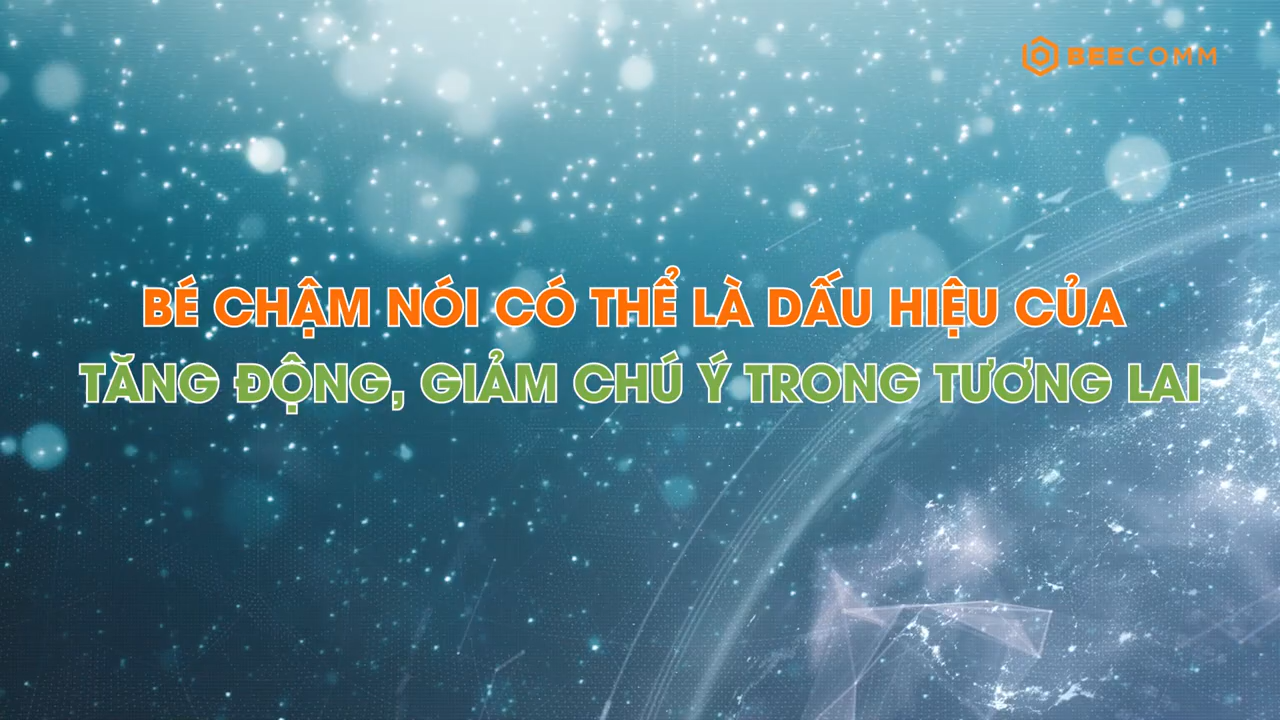 BEECOMM
BÉ CHẬM NÓI CÓ THỂ LÀ DẤU HIỆU CỦA
TĂNG ĐỘNG, GIẢM CHÚ Ý TRONG TƯƠNG LAI